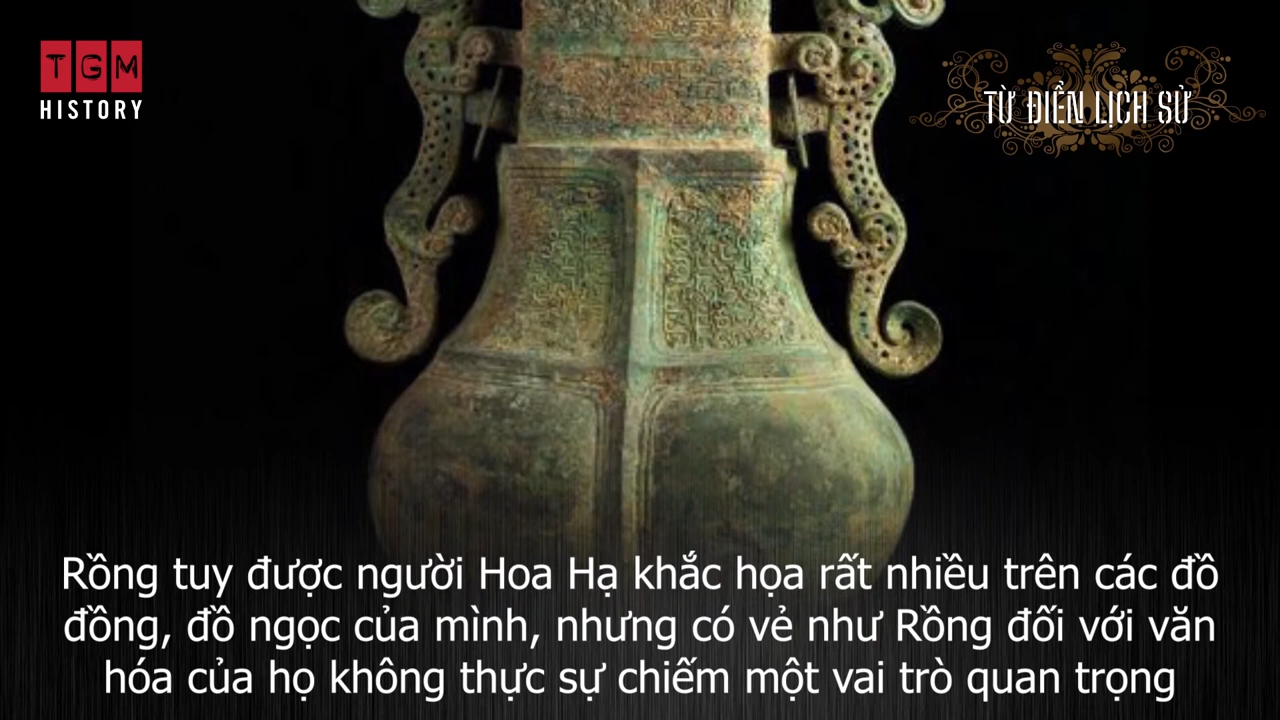 TGM
HISTORY
TỪ ĐIỂN LỊCH SỬ
Rồng tuy được người Hoa Hạ khắc họa rất nhiều trên các đồ
đồng, đồ ngọc của mình, nhưng có vẻ như Rồng đối với văn
hóa của họ không thực sự chiếm một vai trò quan trọng